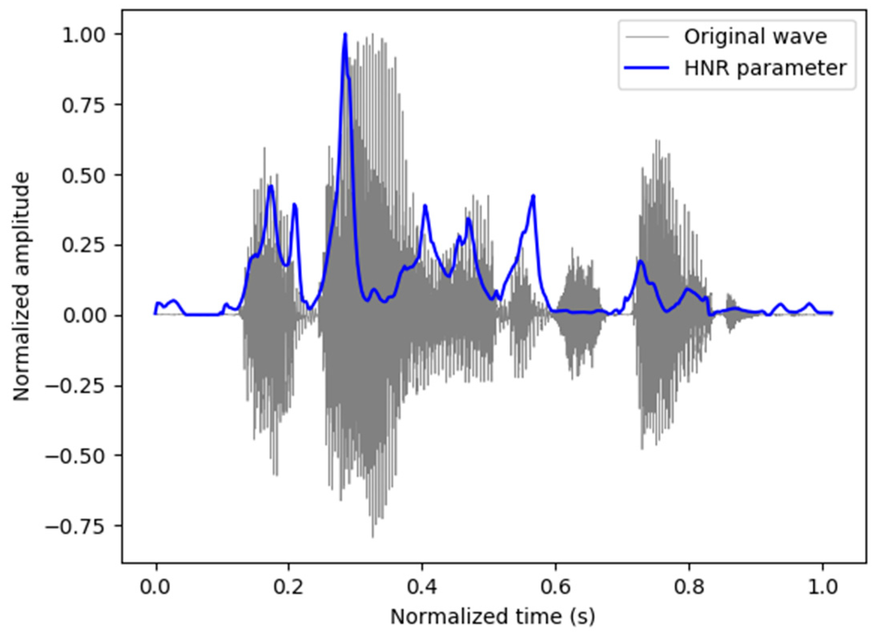 Original wave
HNR parameter
1.00
0.75
0.50
0.25
0.00
−0.25
−0.50
−0.75
Normalized amplitude
0.0 0.2 0.4 0.6 0.8 1.0
Normalized time (s)